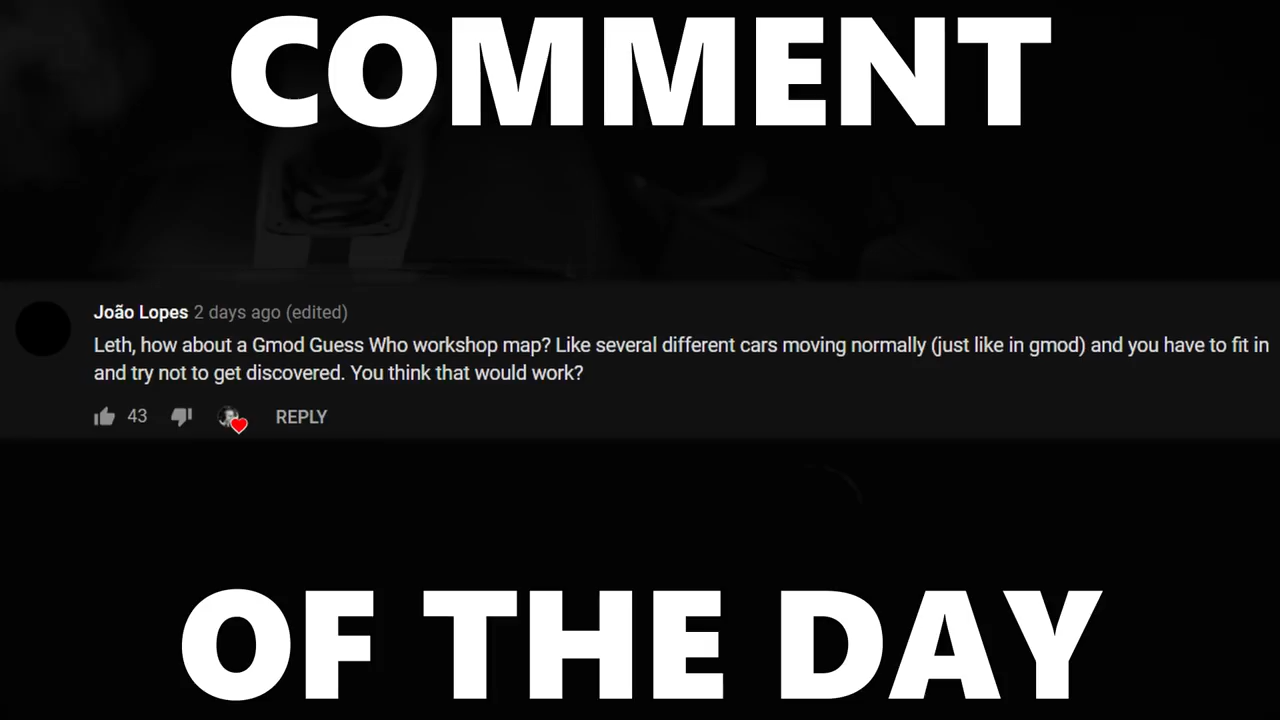 COMMENT
João Lopes 2 days ago (edited)
Leth, how about a Gmod Guess Who workshop map? Like several different cars moving normally (just like in gmod) and you have to fit in
and try not to get discovered. You think that would work?
43 REPLY
OF THE DAY